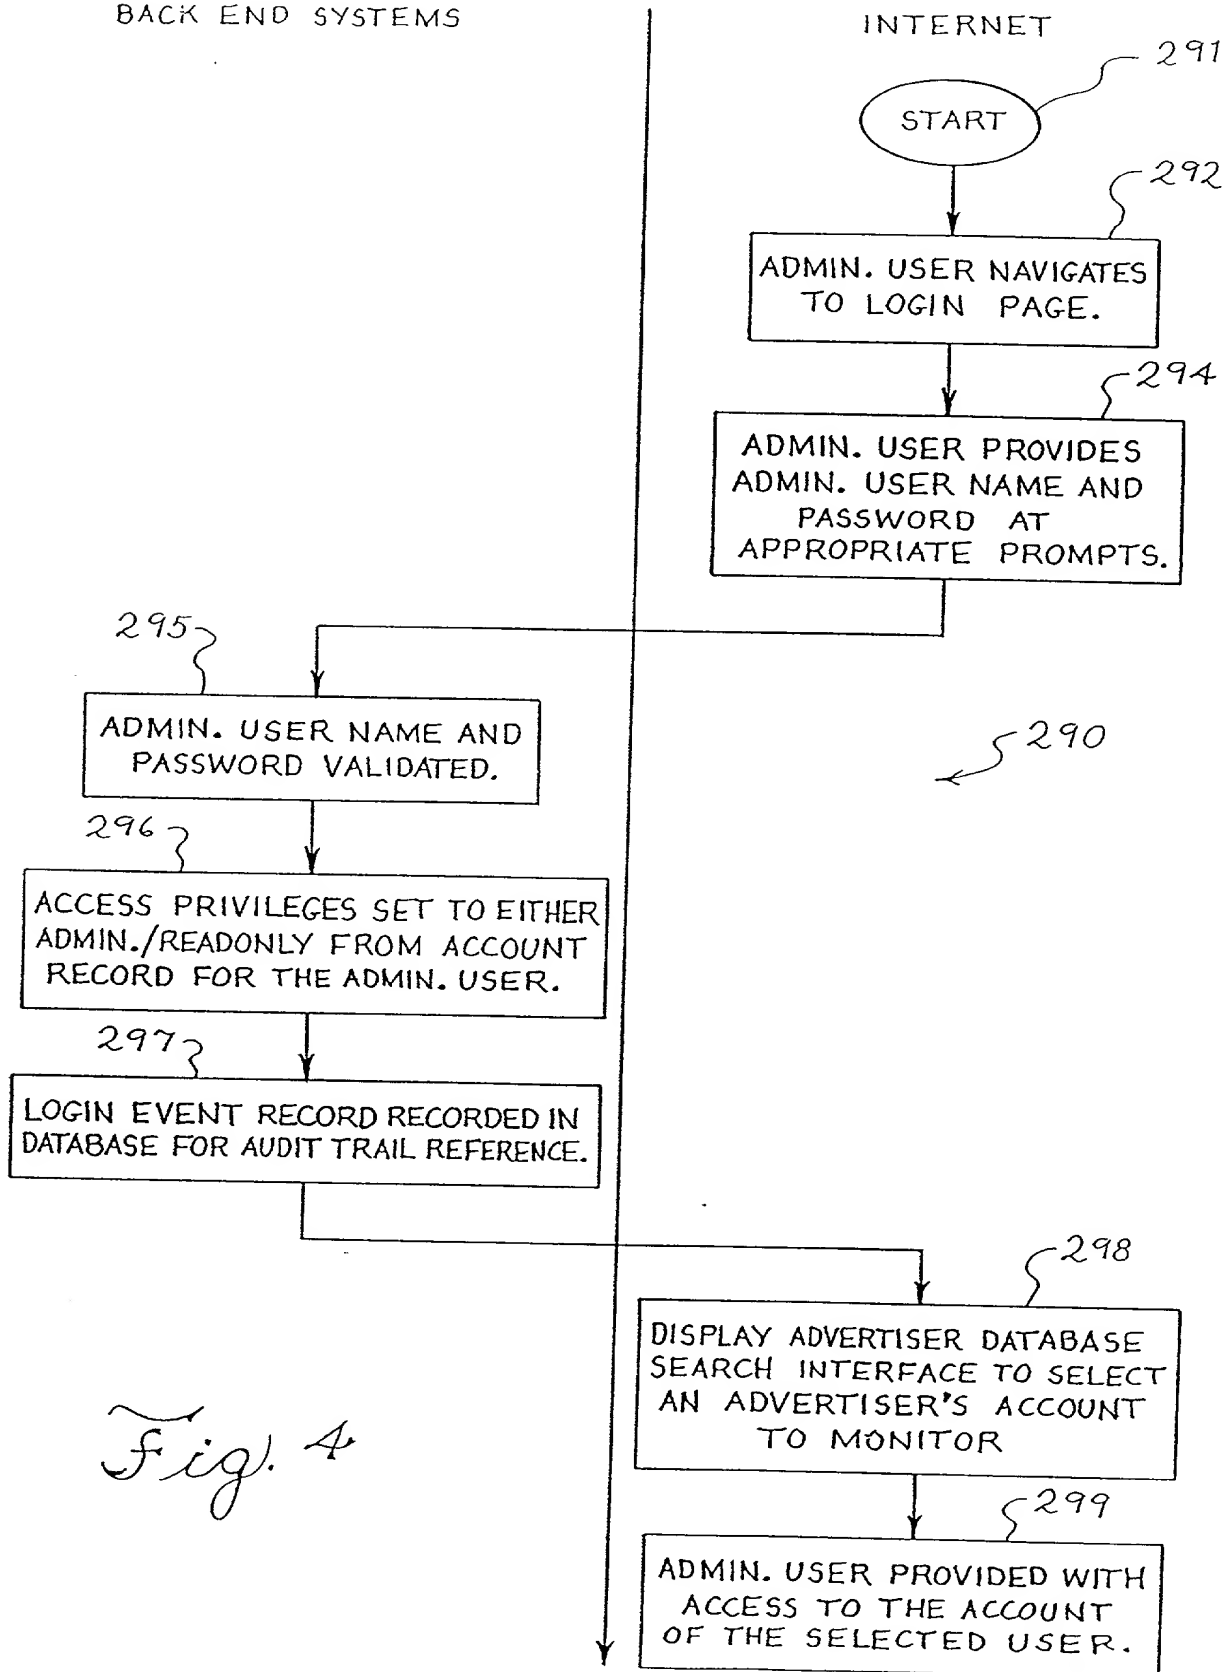 BACK END SYSTEMS
INTERNET
291
START
292
ADMIN. USER NAVIGATES
TO LOGIN PAGE.
294
ADMIN. USER PROVIDES
ADMIN. USER NAME AND
PASSWORD AT
APPROPRIATE PROMPTS.
295
ADMIN. USER NAME AND
PASSWORD VALIDATED.
290
296
ACCESS PRIVILEGES SET TO EITHER
ADMIN./READONLY FROM ACCOUNT
RECORD FOR THE ADMIN. USER.
297
LOGIN EVENT RECORD RECORDED IN
DATABASE FOR AUDIT TRAIL REFERENCE.
298
DISPLAY ADVERTISER DATABASE
SEARCH INTERFACE TO SELECT
AN ADVERTISER'S ACCOUNT
TO MONITOR
Fig. 4
299
ADMIN. USER PROVIDED WITH
ACCESS TO THE ACCOUNT
OF THE SELECTED USER.